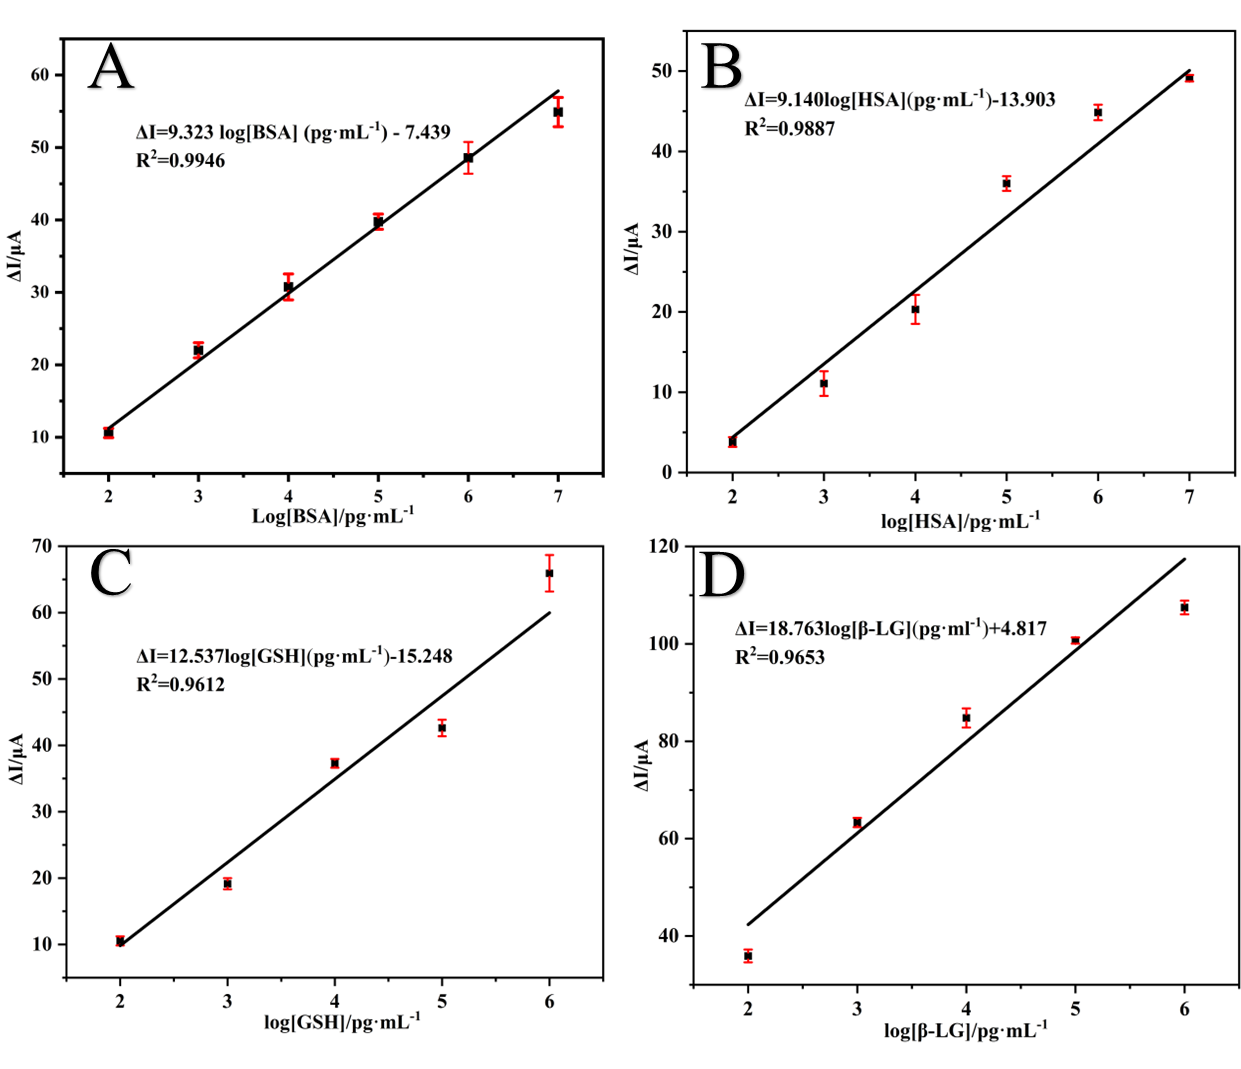 A
ΔI=9.323 log[BSA] (pg·mL⁻¹) - 7.439
R²=0.9946
60
50
40
30
20
10
ΔI/μA
2 3 4 5 6 7
Log[BSA]/pg·mL⁻¹
B
ΔI=9.140log[HSA](pg·mL⁻¹)-13.903
R²=0.9887
50
40
30
20
10
0
ΔI/μA
2 3 4 5 6 7
log[HSA]/pg·mL⁻¹
C
ΔI=12.537log[GSH](pg·mL⁻¹)-15.248
R²=0.9612
70
60
50
40
30
20
10
ΔI/μA
2 3 4 5 6
log[GSH]/pg·mL⁻¹
D
ΔI=18.763log[β-LG](pg·ml⁻¹)+4.817
R²=0.9653
120
100
80
60
40
ΔI/μA
2 3 4 5 6
log[β-LG]/pg·mL⁻¹